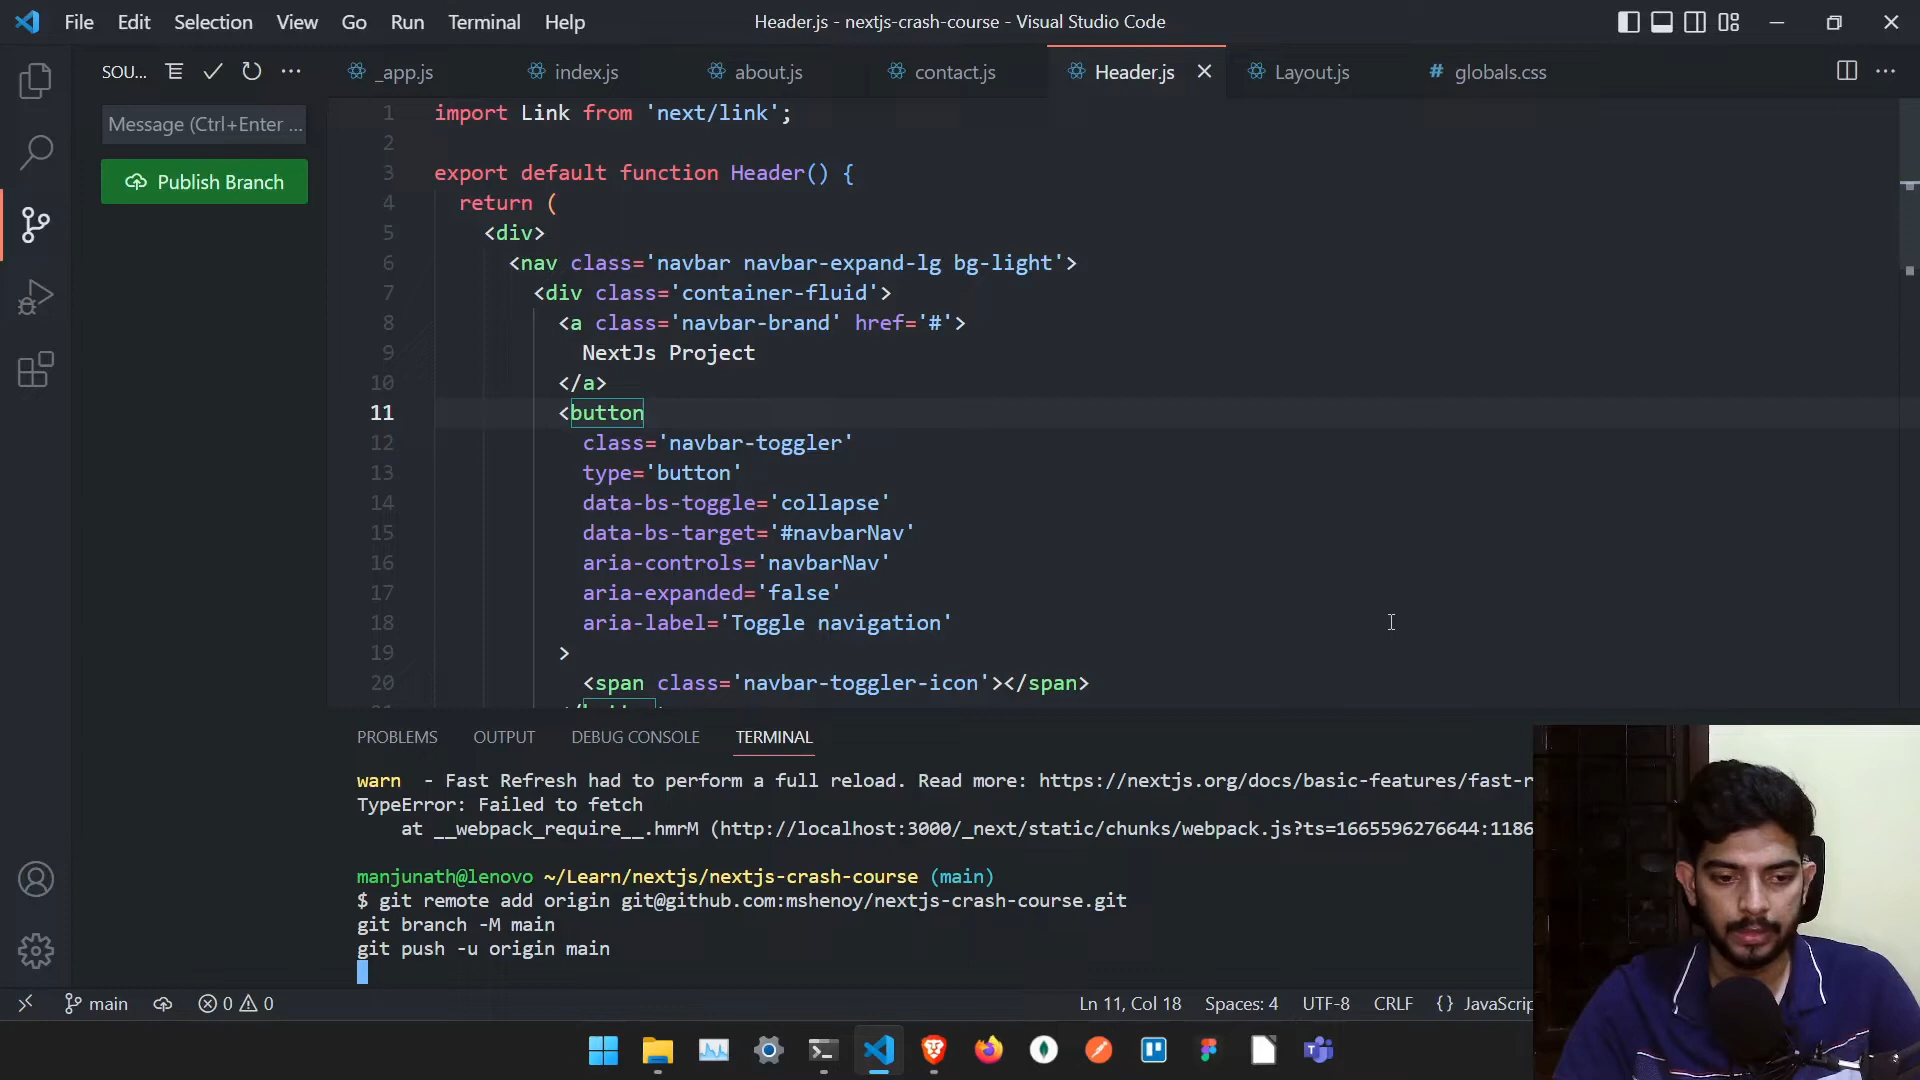 File Edit Selection View Go Run Terminal Help
Header.js - nextjs-crash-course - Visual Studio Code
SOU...
_app.js
index.js
about.js
contact.js
Header.js
Layout.js
# globals.css
Message (Ctrl+Enter ...
Publish Branch
1 import Link from 'next/link';
2
3 export default function Header() {
4 return (
5 <div>
6 <nav class='navbar navbar-expand-lg bg-light'>
7 <div class='container-fluid'>
8 <a class='navbar-brand' href='#'>
9 NextJs Project
10 </a>
11 <button
12 class='navbar-toggler'
13 type='button'
14 data-bs-toggle='collapse'
15 data-bs-target='#navbarNav'
16 aria-controls='navbarNav'
17 aria-expanded='false'
18 aria-label='Toggle navigation'
19 >
20 <span class='navbar-toggler-icon'></span>
PROBLEMS OUTPUT DEBUG CONSOLE TERMINAL
warn - Fast Refresh had to perform a full reload. Read more: https://nextjs.org/docs/basic-features/fast-r
TypeError: Failed to fetch
at __webpack_require__.hmrM (http://localhost:3000/_next/static/chunks/webpack.js?ts=1665596276644:1186
manjunath@lenovo ~/Learn/nextjs/nextjs-crash-course (main)
$ git remote add origin git@github.com:mshenoy/nextjs-crash-course.git
git branch -M main
git push -u origin main
main 0 0 Ln 11, Col 18 Spaces: 4 UTF-8 CRLF {} JavaScrip